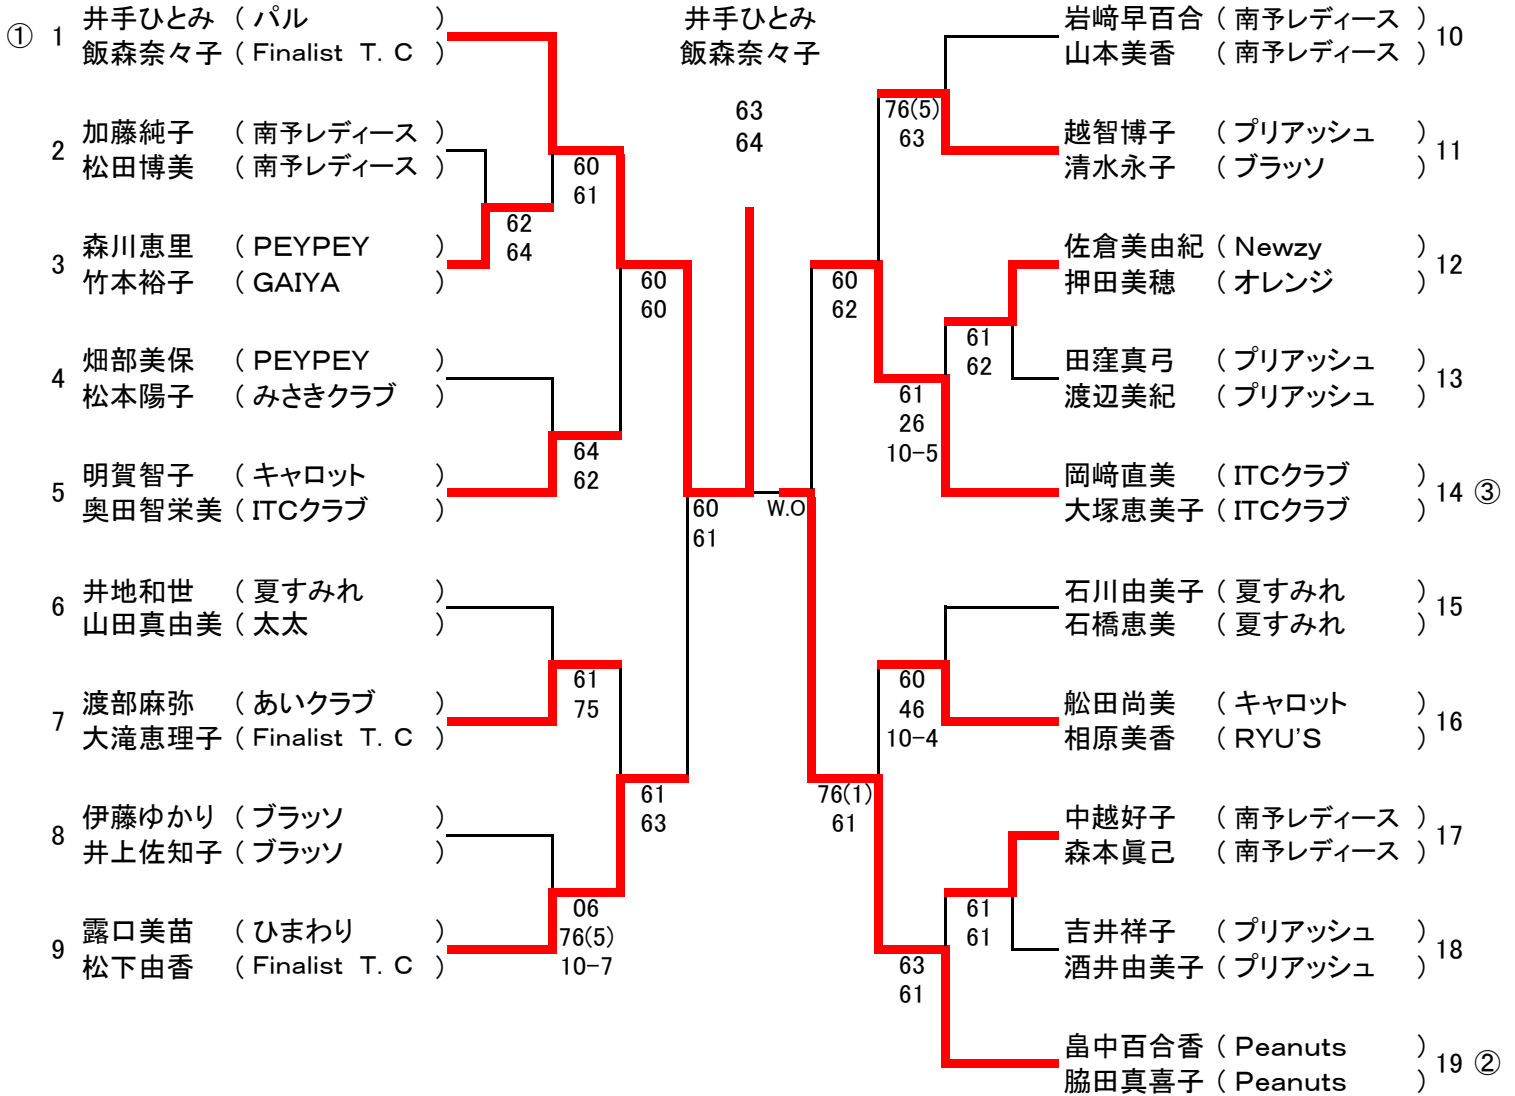 ① 1 井手ひとみ ( パル )
飯森奈々子 ( Finalist T. C )
2 加藤純子 ( 南予レディース )
松田博美 ( 南予レディース )
3 森川恵里 ( PEYPEY )
竹本裕子 ( GAIYA )
4 畑部美保 ( PEYPEY )
松本陽子 ( みさきクラブ )
5 明賀智子 ( キャロット )
奥田智栄美 ( ITCクラブ )
6 井地和世 ( 夏すみれ )
山田真由美 ( 太太 )
7 渡部麻弥 ( あいクラブ )
大滝恵理子 ( Finalist T. C )
8 伊藤ゆかり ( ブラッソ )
井上佐知子 ( ブラッソ )
9 露口美苗 ( ひまわり )
松下由香 ( Finalist T. C )
62
64
60
61
64
62
61
75
06
76(5)
10-7
60
60
61
63
60
61
井手ひとみ
飯森奈々子
63
64
W.O
60
62
76(1)
61
76(5)
63
61
26
10-5
60
46
10-4
63
61
61
62
61
61
岩﨑早百合 ( 南予レディース ) 10
山本美香 ( 南予レディース )
越智博子 ( プリアッシュ ) 11
清水永子 ( ブラッソ )
佐倉美由紀 ( Newzy ) 12
押田美穂 ( オレンジ )
田窪真弓 ( プリアッシュ ) 13
渡辺美紀 ( プリアッシュ )
岡﨑直美 ( ITCクラブ ) 14 ③
大塚恵美子 ( ITCクラブ )
石川由美子 ( 夏すみれ ) 15
石橋恵美 ( 夏すみれ )
舩田尚美 ( キャロット ) 16
相原美香 ( RYU'S )
中越好子 ( 南予レディース ) 17
森本眞己 ( 南予レディース )
吉井祥子 ( プリアッシュ ) 18
酒井由美子 ( プリアッシュ )
畠中百合香 ( Peanuts ) 19 ②
脇田真喜子 ( Peanuts )